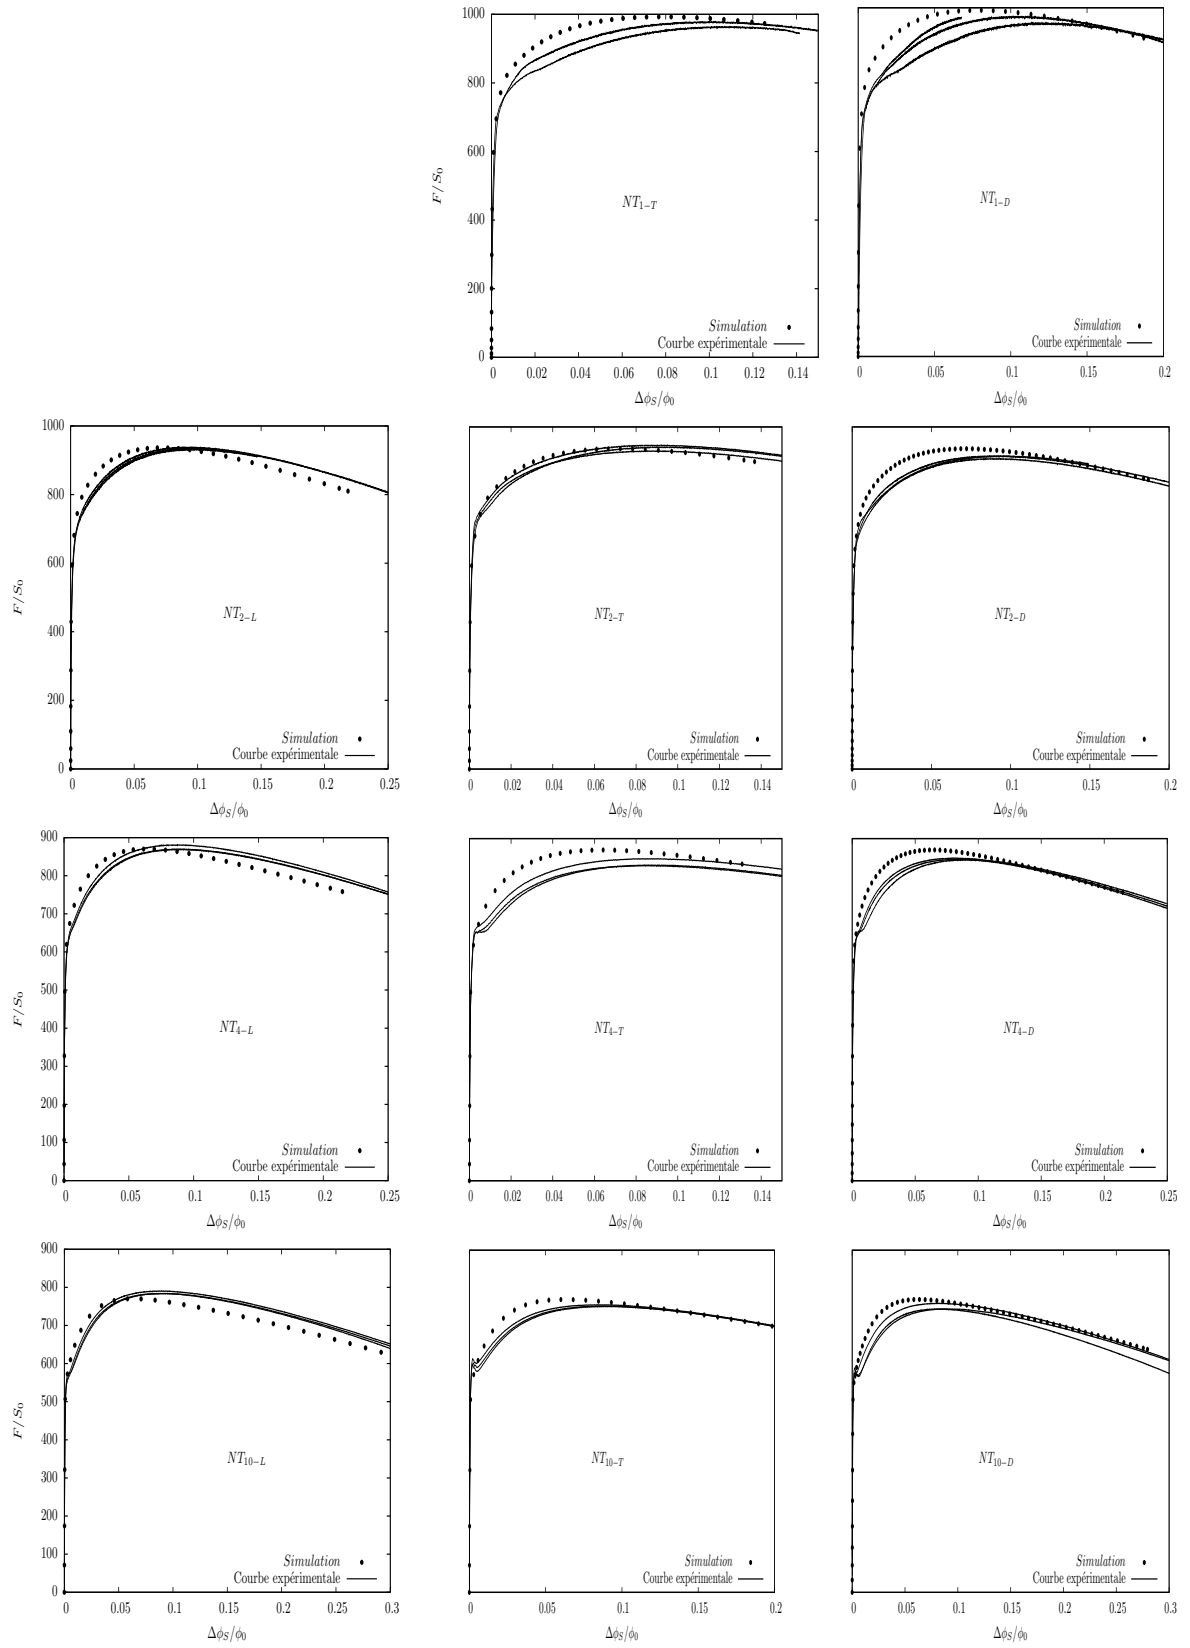 1000
800
600
400
200
0
F/S₀
NT₁₋T
NT₁₋D
Simulation
Courbe expérimentale
Simulation
Courbe expérimentale
0 0.02 0.04 0.06 0.08 0.1 0.12 0.14
0 0.05 0.1 0.15 0.2
Δϕ_S/ϕ₀
Δϕ_S/ϕ₀
1000
800
600
400
200
0
F/S₀
NT₂₋L
NT₂₋T
NT₂₋D
Simulation
Courbe expérimentale
Simulation
Courbe expérimentale
Simulation
Courbe expérimentale
0 0.05 0.1 0.15 0.2 0.25
0 0.02 0.04 0.06 0.08 0.1 0.12 0.14
0 0.05 0.1 0.15 0.2
Δϕ_S/ϕ₀
Δϕ_S/ϕ₀
Δϕ_S/ϕ₀
900
800
700
600
500
400
300
200
100
0
F/S₀
NT₄₋L
NT₄₋T
NT₄₋D
Simulation
Courbe expérimentale
Simulation
Courbe expérimentale
Simulation
Courbe expérimentale
0 0.05 0.1 0.15 0.2 0.25
0 0.02 0.04 0.06 0.08 0.1 0.12 0.14
0 0.05 0.1 0.15 0.2 0.25
Δϕ_S/ϕ₀
Δϕ_S/ϕ₀
Δϕ_S/ϕ₀
900
800
700
600
500
400
300
200
100
0
F/S₀
NT₁₀₋L
NT₁₀₋T
NT₁₀₋D
Simulation
Courbe expérimentale
Simulation
Courbe expérimentale
Simulation
Courbe expérimentale
0 0.05 0.1 0.15 0.2 0.25 0.3
0 0.05 0.1 0.15 0.2
0 0.05 0.1 0.15 0.2 0.25 0.3
Δϕ_S/ϕ₀
Δϕ_S/ϕ₀
Δϕ_S/ϕ₀